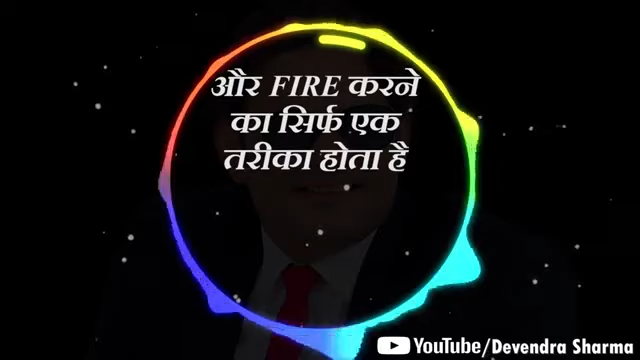 और FIRE करने
का सिर्फ एक
तरीका होता है
YouTube/Devendra Sharma